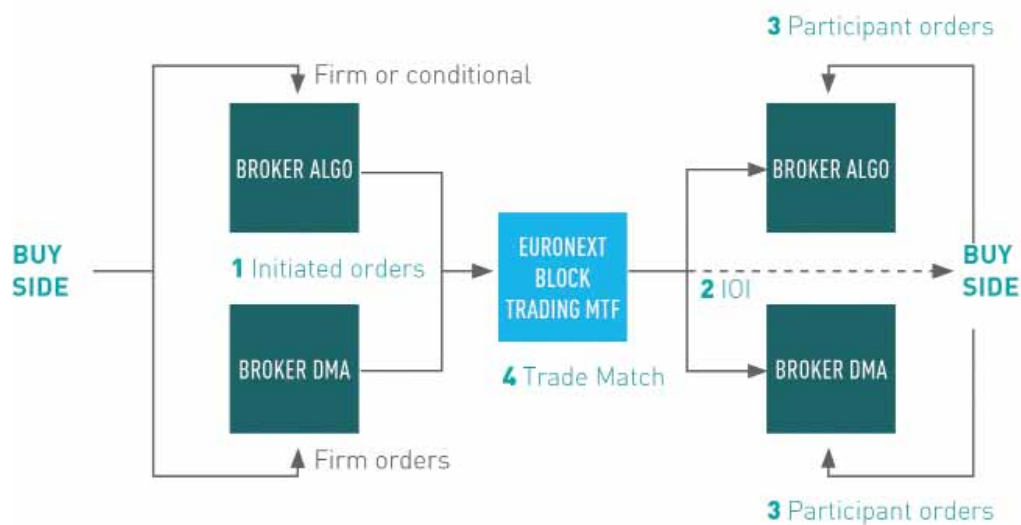 3 Participant orders
Firm or conditional
BROKER ALGO
BROKER ALGO
BUY
SIDE
1 Initiated orders
EURONEXT
BLOCK
TRADING MTF
2 IOI
BUY
SIDE
BROKER DMA
4 Trade Match
BROKER DMA
Firm orders
3 Participant orders